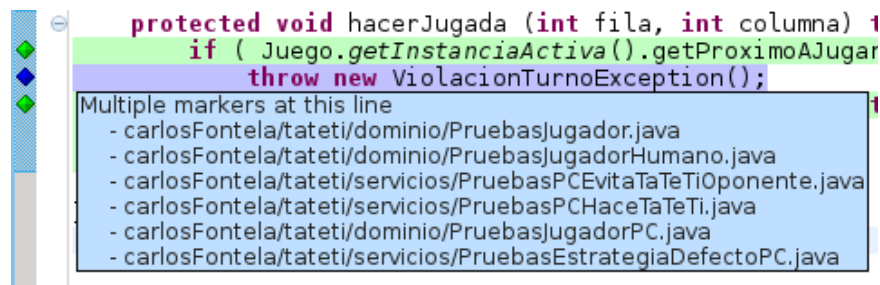 protected void hacerJugada (int fila, int columna)
if ( Juego.getInstanciaActiva().getProximoAJugar
throw new ViolacionTurnoException();
Multiple markers at this line
- carlosFontela/tateti/dominio/PruebasJugador.java
- carlosFontela/tateti/dominio/PruebasJugadorHumano.java
- carlosFontela/tateti/servicios/PruebasPCEvitaTaTeTiOponente.java
- carlosFontela/tateti/servicios/PruebasPCHaceTaTeTi.java
- carlosFontela/tateti/dominio/PruebasJugadorPC.java
- carlosFontela/tateti/servicios/PruebasEstrategiaDefectoPC.java